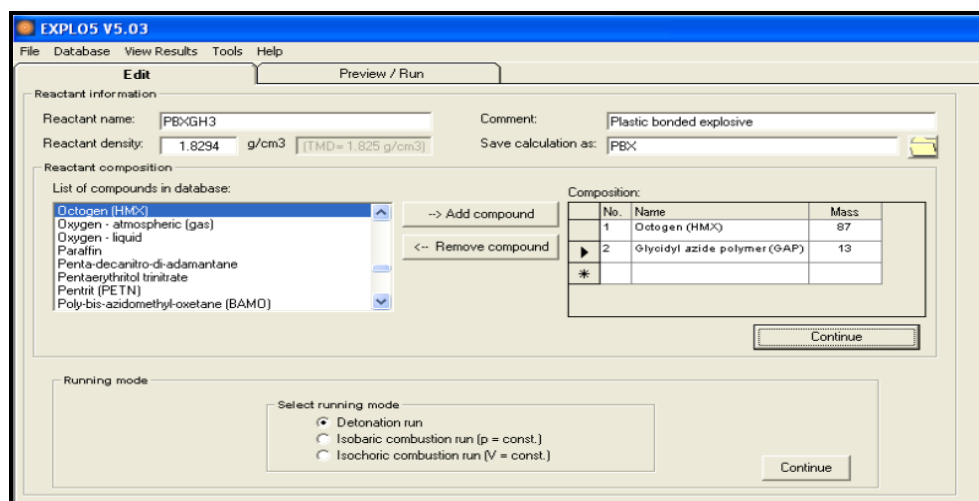 EXPLO5 V5.03
File Database View Results Tools Help
Edit Preview / Run
Reactant information
Reactant name: PBXGH3 Comment: Plastic bonded explosive
Reactant density: 1.8294 g/cm3 (TMD= 1.825 g/cm3) Save calculation as: PBX
Reactant composition
List of compounds in database: Composition:
Octogen (HMX)
Oxygen - atmospheric (gas)
Oxygen - liquid
Paraffin
Penta-decanitro-di-adamantane
Pentaerythritol trinitrate
Pentrit (PETN)
Poly-bis-azidomethyl-oxetane (BAMO)
--> Add compound
<-- Remove compound
No. Name Mass
1 Octogen (HMX) 87
2 Glycidyl azide polymer (GAP) 13
Continue
Running mode
Select running mode
Detonation run
Isobaric combustion run (p = const.)
Isochoric combustion run (V = const.)
Continue